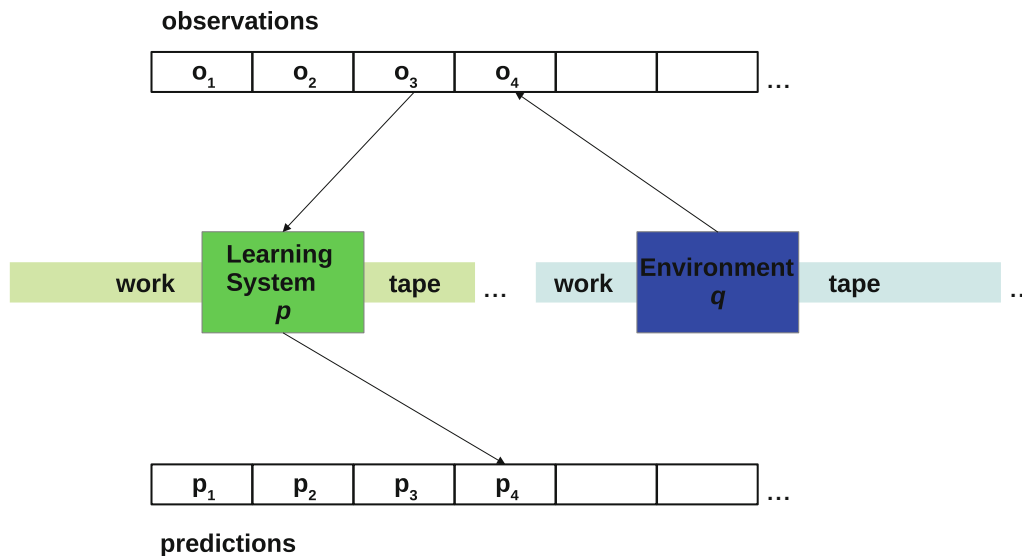 observations
o1 o2 o3 o4 ...
Learning
System
p
work tape ...
Environment
q
work tape ..
p1 p2 p3 p4 ...
predictions